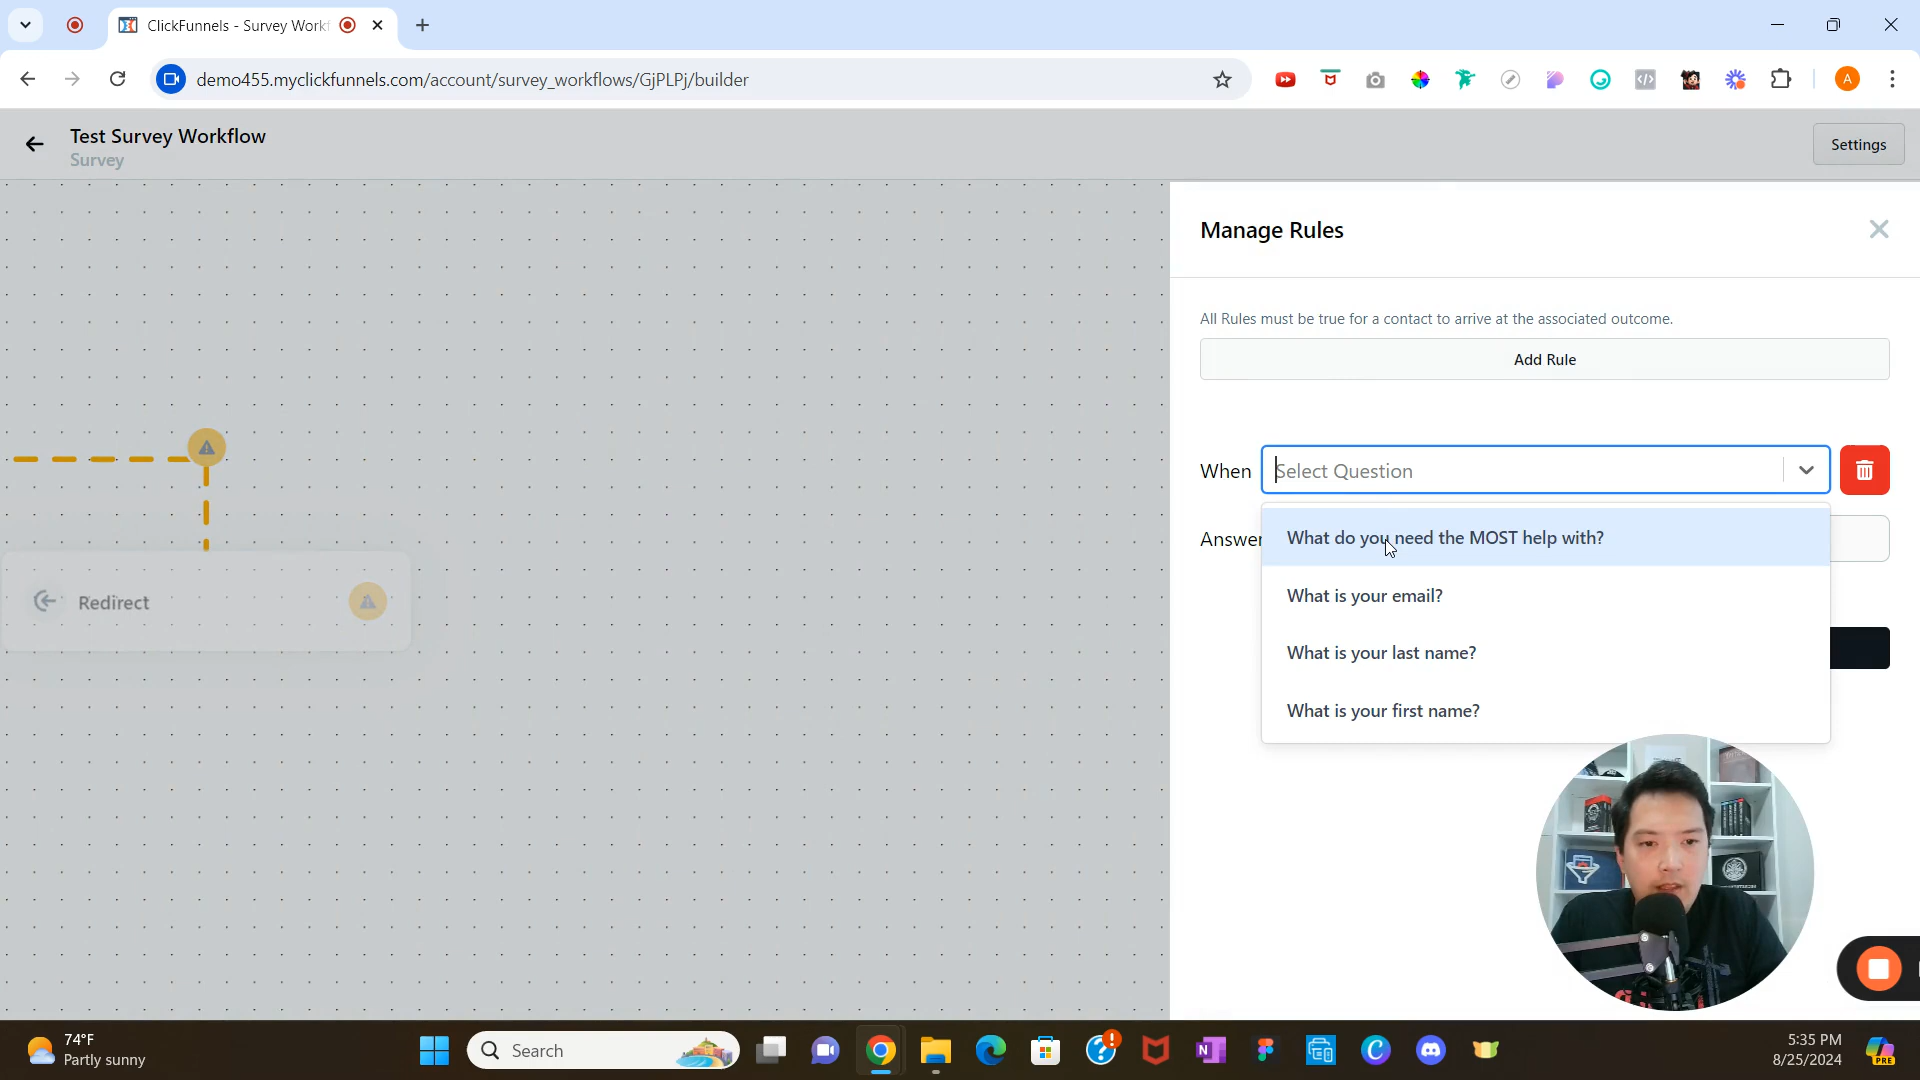 ClickFunnels - Survey Workf
demo455.myclickfunnels.com/account/survey_workflows/GjPLPj/builder
A
Test Survey Workflow
Survey
Settings
Manage Rules
All Rules must be true for a contact to arrive at the associated outcome.
Add Rule
When
Select Question
Answer
What do you need the MOST help with?
What is your email?
What is your last name?
What is your first name?
Redirect
74°F
Partly sunny
Search
5:35 PM
8/25/2024
PRE